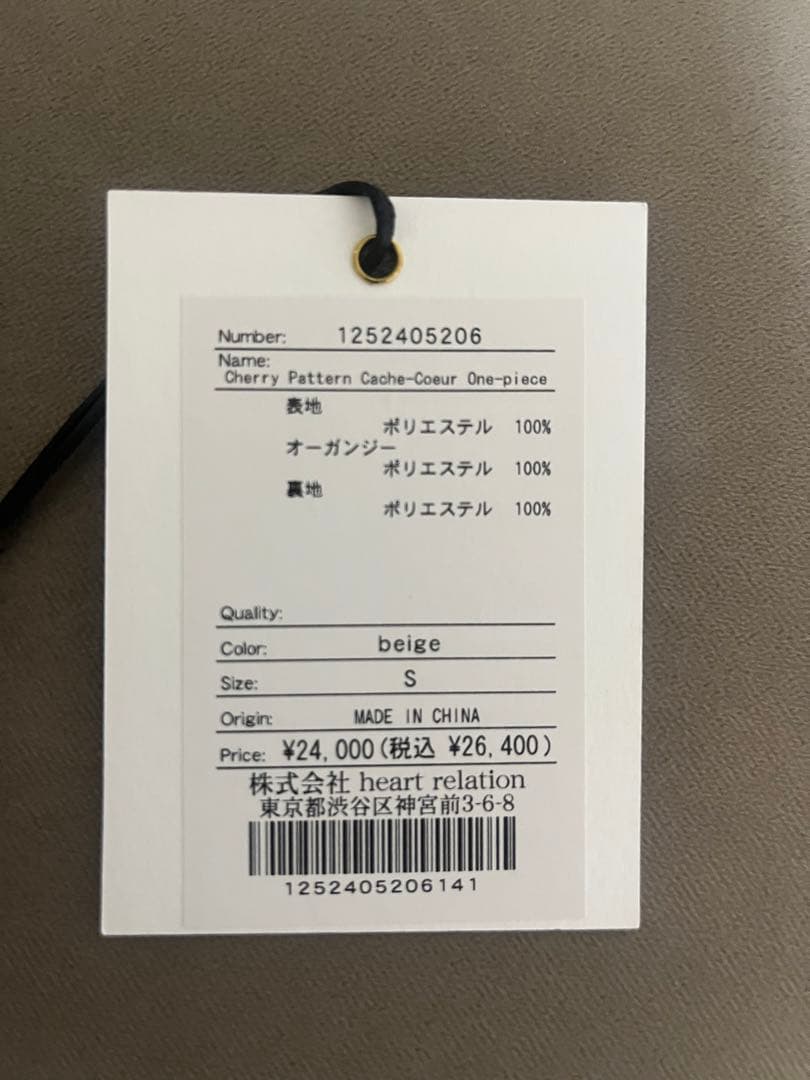 Number: 1252405206
Name:
Cherry Pattern Cache-Coeur One-piece
表地
ポリエステル 100%
オーガンジー
ポリエステル 100%
裏地
ポリエステル 100%
Quality:
Color: beige
Size: S
Origin: MADE IN CHINA
Price: ¥24,000(税込 ¥26,400)
株式会社 heart relation
東京都渋谷区神宮前3-6-8
1252405206141